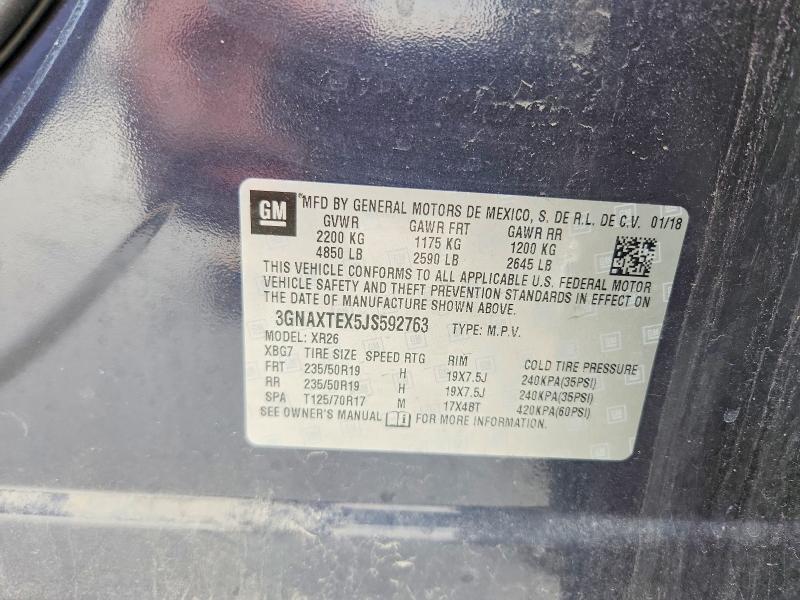 GM MFD BY GENERAL MOTORS DE MEXICO, S. DE R.L. DE C.V. 01/18
GVWR GAWR FRT GAWR RR
2200 KG 1175 KG 1200 KG
4850 LB 2590 LB 2645 LB
THIS VEHICLE CONFORMS TO ALL APPLICABLE U.S. FEDERAL MOTOR
VEHICLE SAFETY AND THEFT PREVENTION STANDARDS IN EFFECT ON
THE DATE OF MANUFACTURE SHOWN ABOVE.
3GNAXTEX5JS592763 TYPE: M.P.V.
MODEL: XR26
XBG7 TIRE SIZE SPEED RTG RIM COLD TIRE PRESSURE
FRT 235/50R19 H 19X7.5J 240KPA(35PSI)
RR 235/50R19 H 19X7.5J 240KPA(35PSI)
SPA T125/70R17 M 17X4BT 420KPA(60PSI)
SEE OWNER'S MANUAL FOR MORE INFORMATION.